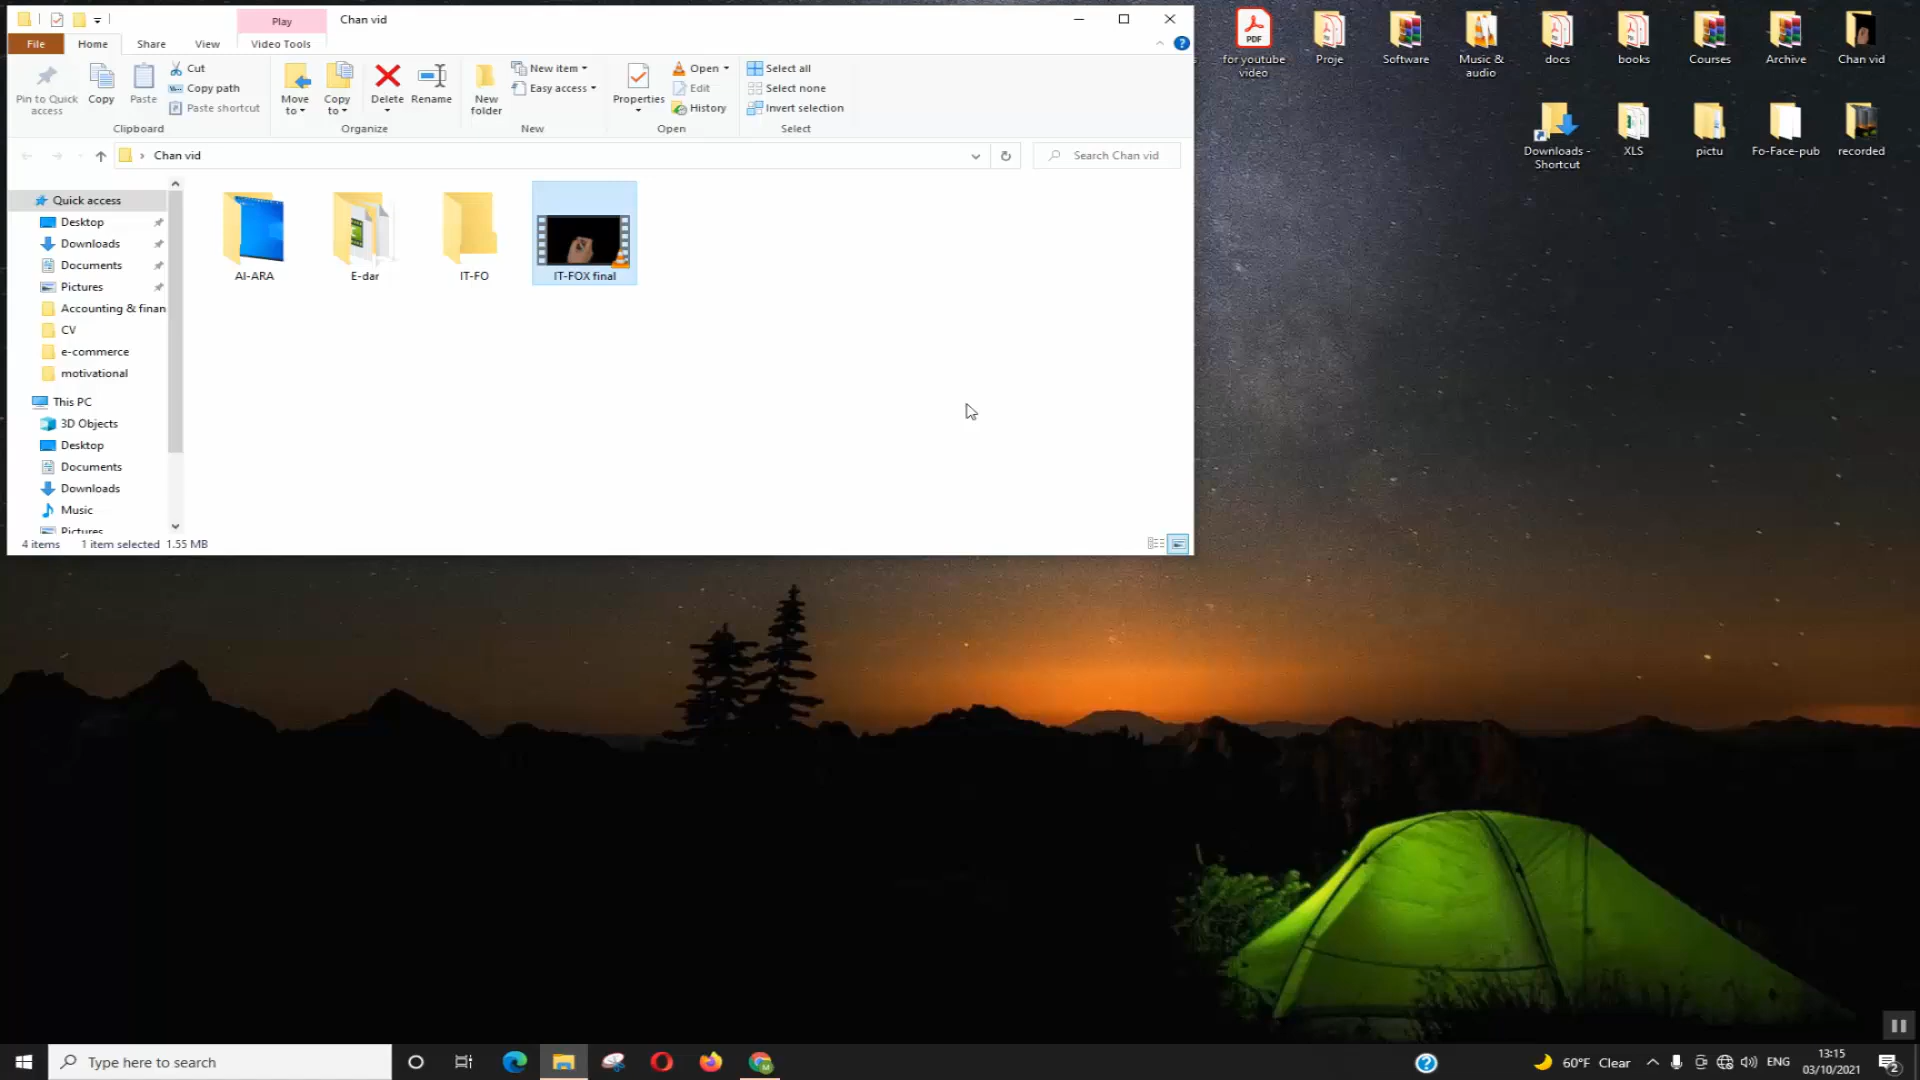 Play
Chan vid
File
Home
Share
View
Video Tools
Pin to Quick
access
Copy
Paste
Cut
Copy path
Paste shortcut
Clipboard
Move
to
Copy
to
Delete
Rename
Organize
New
folder
New item
Easy access
New
Properties
Open
Edit
History
Open
Select all
Select none
Invert selection
Select
Chan vid
Search Chan vid
Quick access
Desktop
Downloads
Documents
Pictures
Accounting & finan
CV
e-commerce
motivational
This PC
3D Objects
Desktop
Documents
Downloads
Music
Pictures
AI-ARA
E-dar
IT-FO
IT-FOX final
4 items
1 item selected 1.55 MB
PDF
for youtube
video
Proje
Software
Music &
audio
docs
books
Courses
Archive
Chan vid
Downloads -
Shortcut
XLS
pictu
Fo-Face-pub
recorded
Type here to search
60°F Clear
ENG
13:15
03/10/2021
2